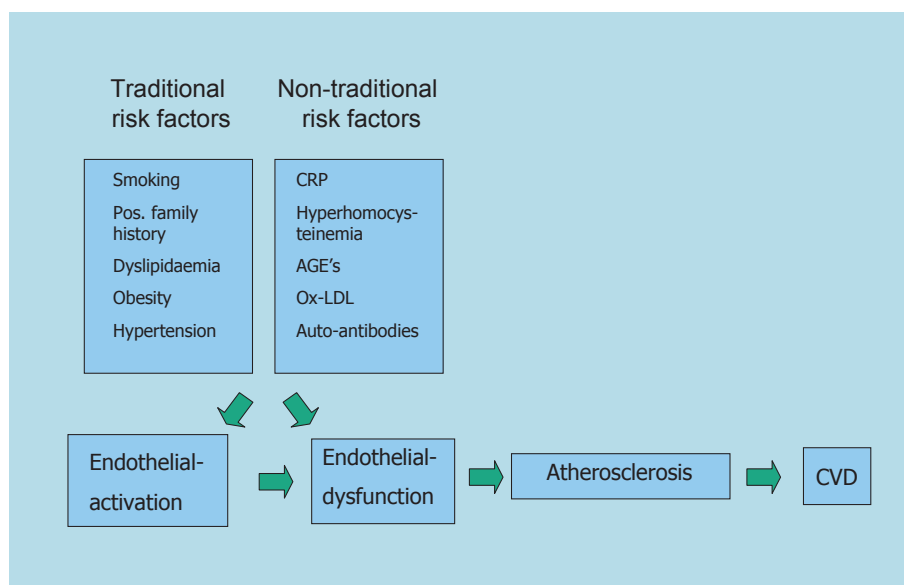 Traditional
risk factors
Non-traditional
risk factors
Smoking
Pos. family
history
Dyslipidaemia
Obesity
Hypertension
CRP
Hyperhomocys-
teinemia
AGE's
Ox-LDL
Auto-antibodies
Endothelial-
activation
Endothelial-
dysfunction
Atherosclerosis
CVD